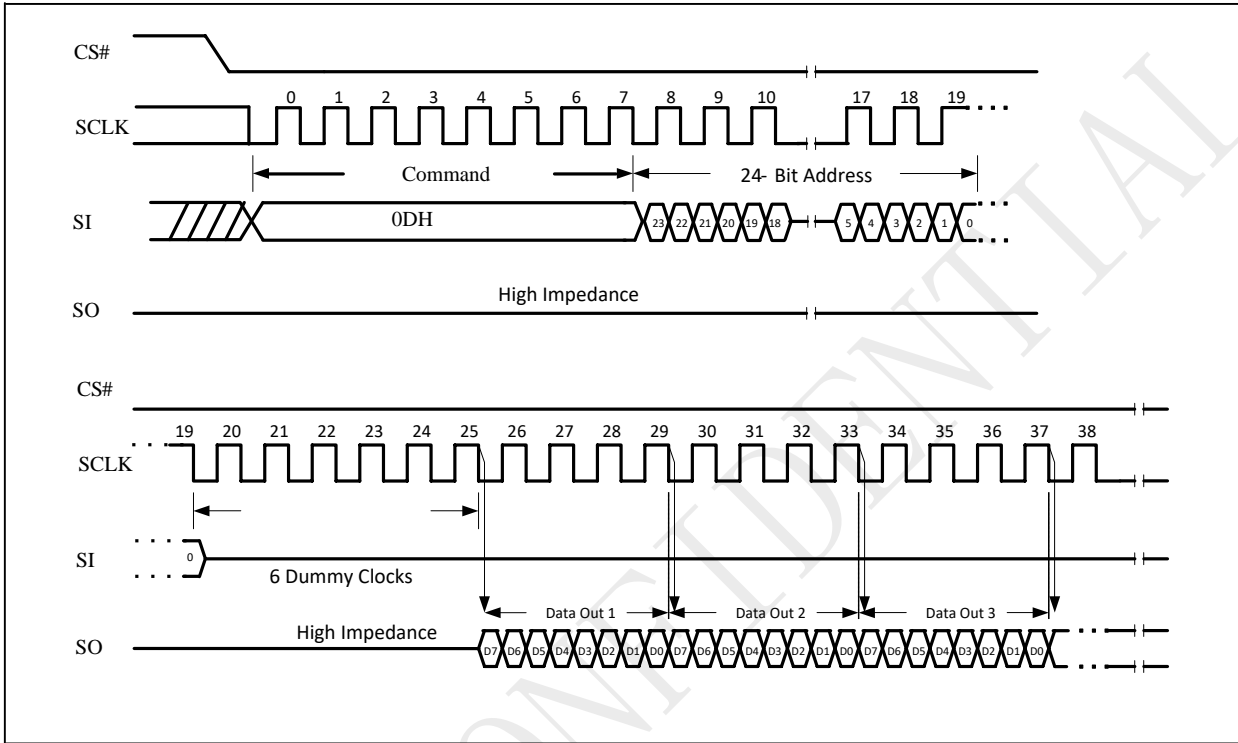 CS#
0 1 2 3 4 5 6 7 8 9 10 17 18 19
SCLK
Command 24- Bit Address
SI 0DH 23 22 21 20 19 18 5 4 3 2 1 0
High Impedance
SO
CS#
19 20 21 22 23 24 25 26 27 28 29 30 31 32 33 34 35 36 37 38
SCLK
SI 0
6 Dummy Clocks
Data Out 1 Data Out 2 Data Out 3
High Impedance
SO D7 D6 D5 D4 D3 D2 D1 D0 D7 D6 D5 D4 D3 D2 D1 D0 D7 D6 D5 D4 D3 D2 D1 D0
CONFIDENTIAL